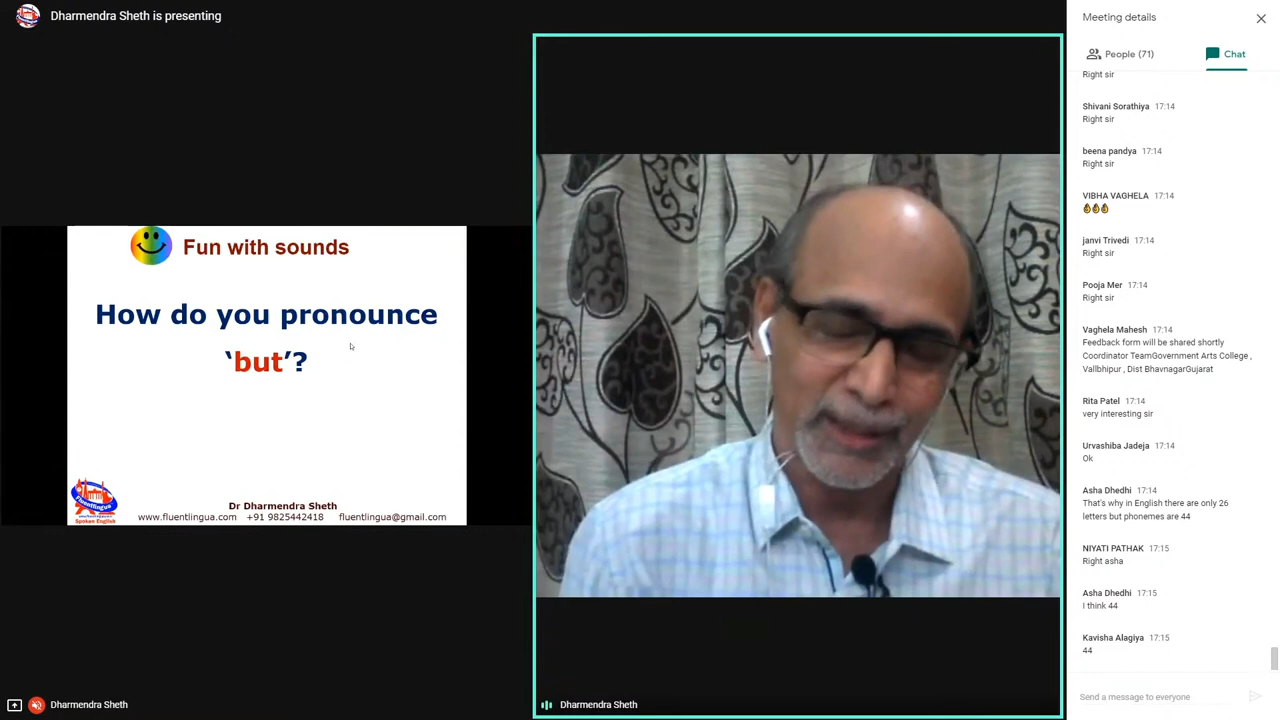 Dharmendra Sheth is presenting
Fun with sounds
How do you pronounce
‘but’?
Fluentlingua
Spoken English
Dr Dharmendra Sheth
www.fluentlingua.com +91 9825442418 fluentlingua@gmail.com
Dharmendra Sheth
Dharmendra Sheth
Meeting details
People (71)
Chat
Right sir
Shivani Sorathiya 17:14
Right sir
beena pandya 17:14
Right sir
VIBHA VAGHELA 17:14
👌👌👌
janvi Trivedi 17:14
Right sir
Pooja Mer 17:14
Right sir
Vaghela Mahesh 17:14
Feedback form will be shared shortly
Coordinator TeamGovernment Arts College ,
Vallbhipur , Dist BhavnagarGujarat
Rita Patel 17:14
very interesting sir
Urvashiba Jadeja 17:14
Ok
Asha Dhedhi 17:14
That's why in English there are only 26
letters but phonemes are 44
NIYATI PATHAK 17:15
Right asha
Asha Dhedhi 17:15
I think 44
Kavisha Alagiya 17:15
44
Send a message to everyone